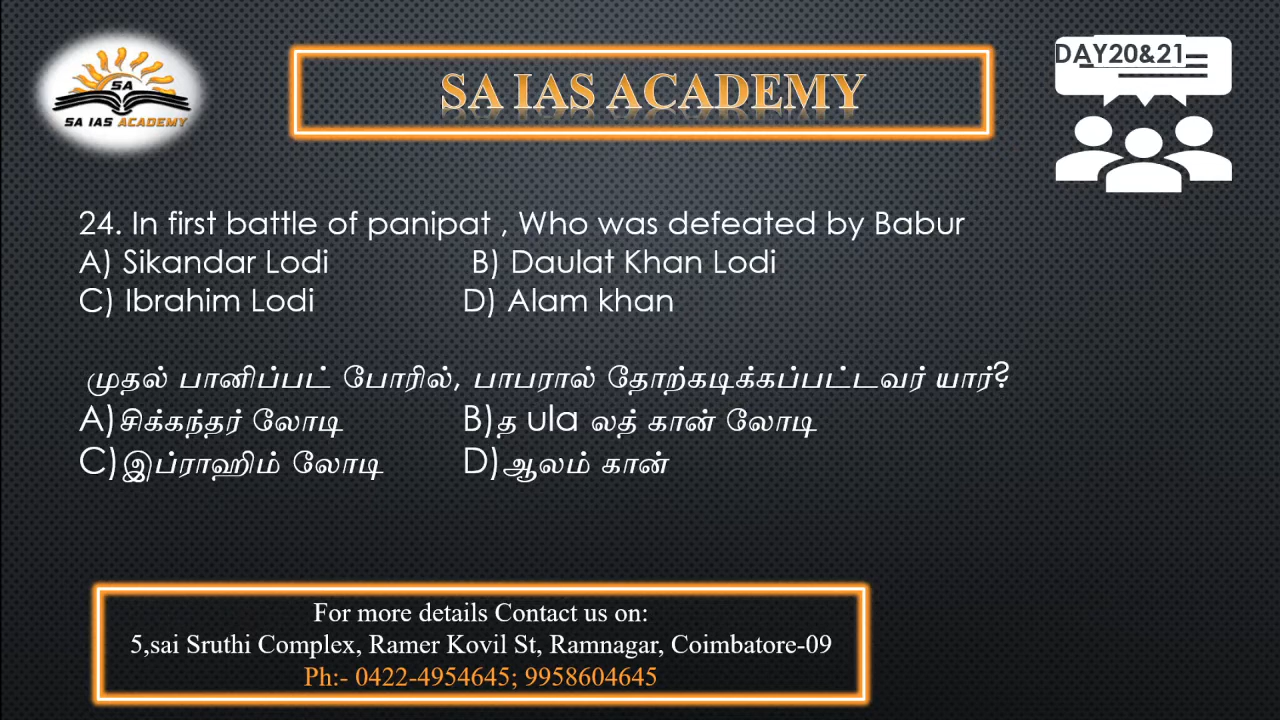 SA
SA IAS ACADEMY
SA IAS ACADEMY
DAY20&21
24. In first battle of panipat , Who was defeated by Babur
A) Sikandar Lodi B) Daulat Khan Lodi
C) Ibrahim Lodi D) Alam khan
முதல் பானிப்பட் போரில், பாபரால் தோற்கடிக்கப்பட்டவர் யார்?
A)சிக்கந்தர் லோடி B)த ula லத் கான் லோடி
C)இப்ராஹிம் லோடி D)ஆலம் கான்
For more details Contact us on:
5,sai Sruthi Complex, Ramer Kovil St, Ramnagar, Coimbatore-09
Ph:- 0422-4954645; 9958604645